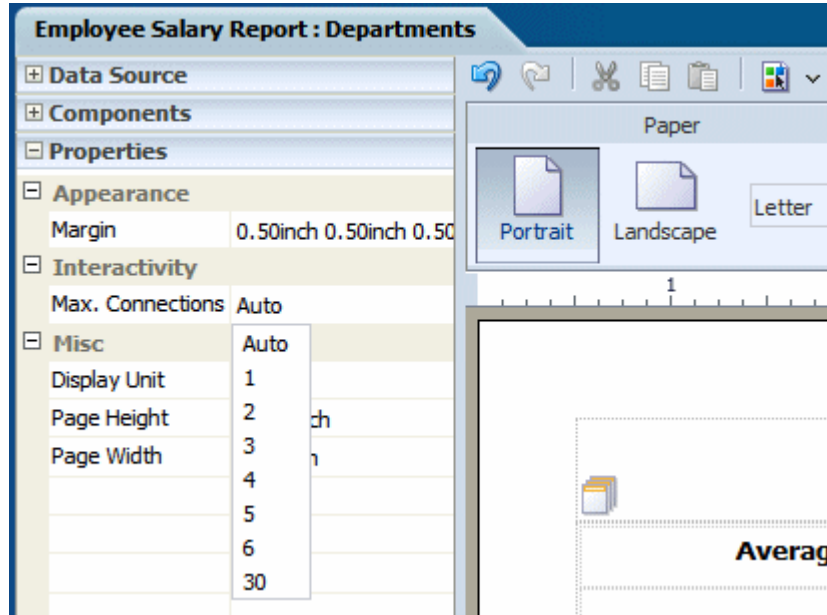 Employee Salary Report : Departments
Data Source
Components
Properties
Appearance
Margin 0.50inch 0.50inch 0.50
Interactivity
Max. Connections Auto
Misc Auto
Display Unit 1
Page Height 2 ch
3
Page Width
4
5
6
30
Paper
Portrait Landscape Letter
1
Averag